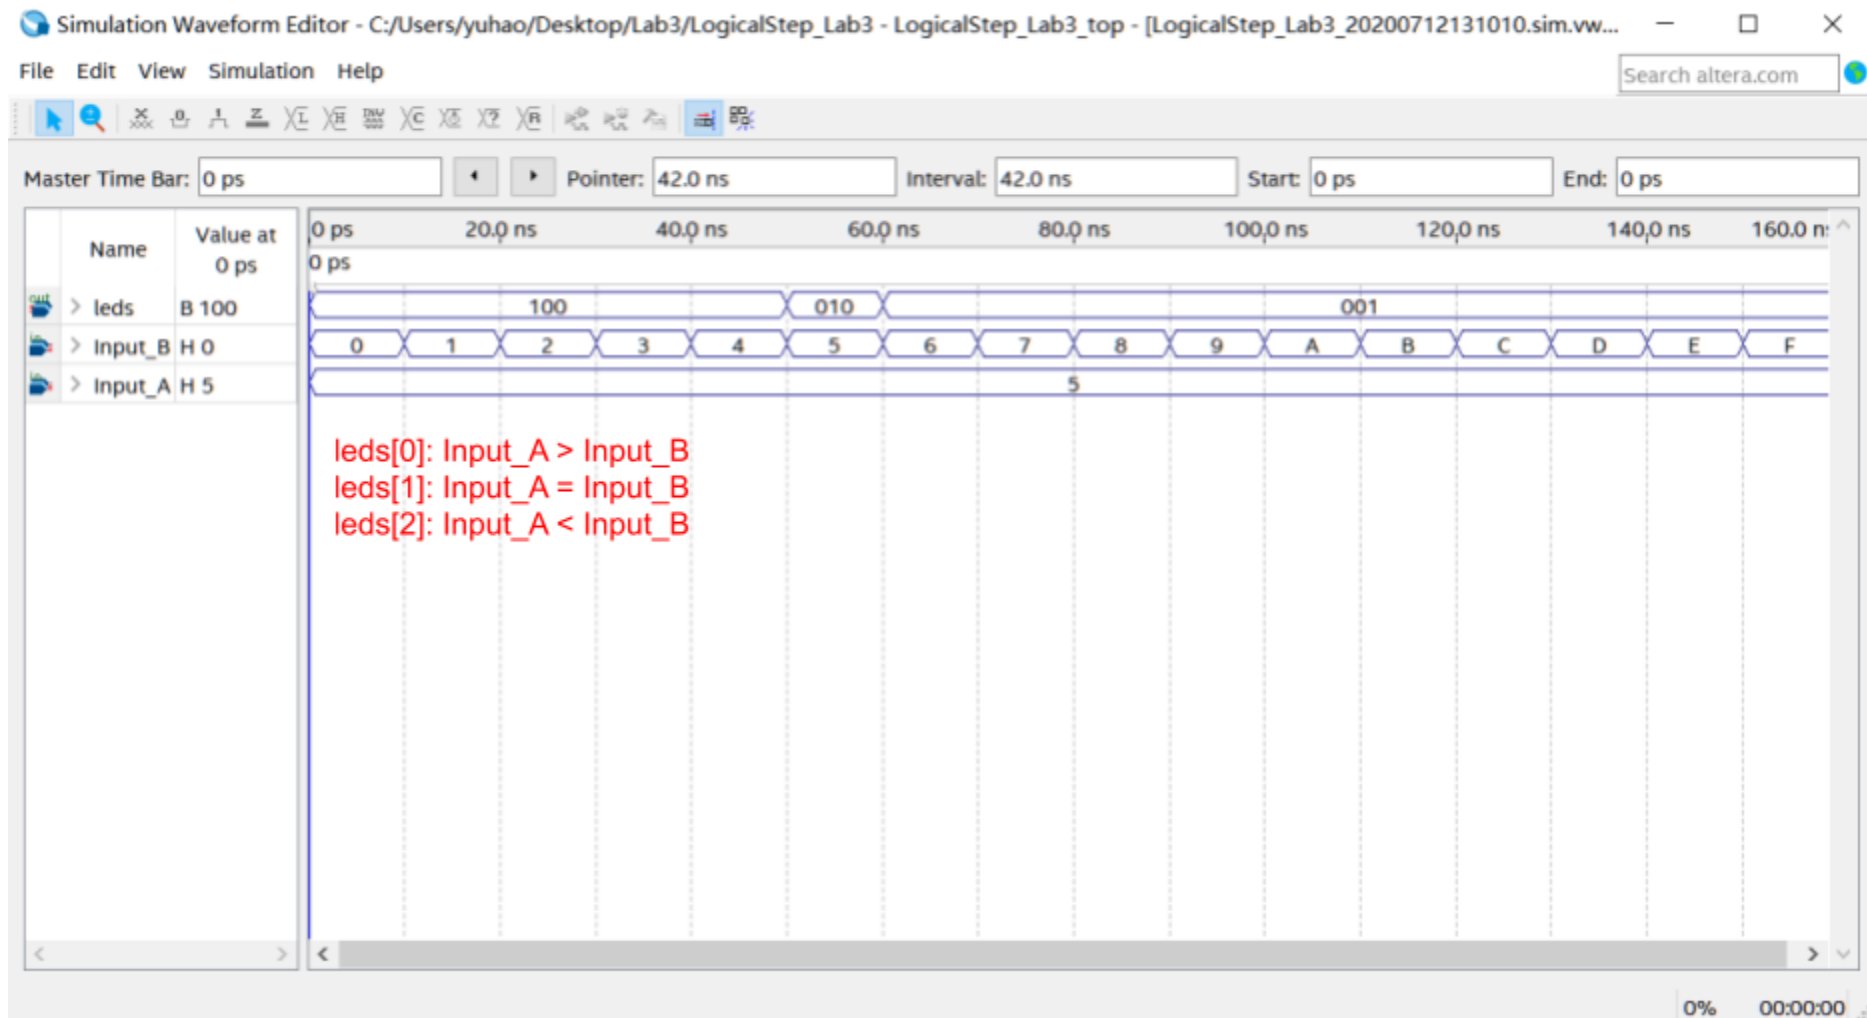 Simulation Waveform Editor - C:/Users/yuhao/Desktop/Lab3/LogicalStep_Lab3 - LogicalStep_Lab3_top - [LogicalStep_Lab3_20200712131010.sim.vw...
File Edit View Simulation Help
Search altera.com
Master Time Bar: 0 ps Pointer: 42.0 ns Interval: 42.0 ns Start: 0 ps End: 0 ps
Name Value at 0 ps
0 ps 20.0 ns 40.0 ns 60.0 ns 80.0 ns 100.0 ns 120.0 ns 140.0 ns 160.0 n
0 ps
leds B 100 100 010 001
Input_B H 0 0 1 2 3 4 5 6 7 8 9 A B C D E F
Input_A H 5 5
leds[0]: Input_A > Input_B
leds[1]: Input_A = Input_B
leds[2]: Input_A < Input_B
0% 00:00:00